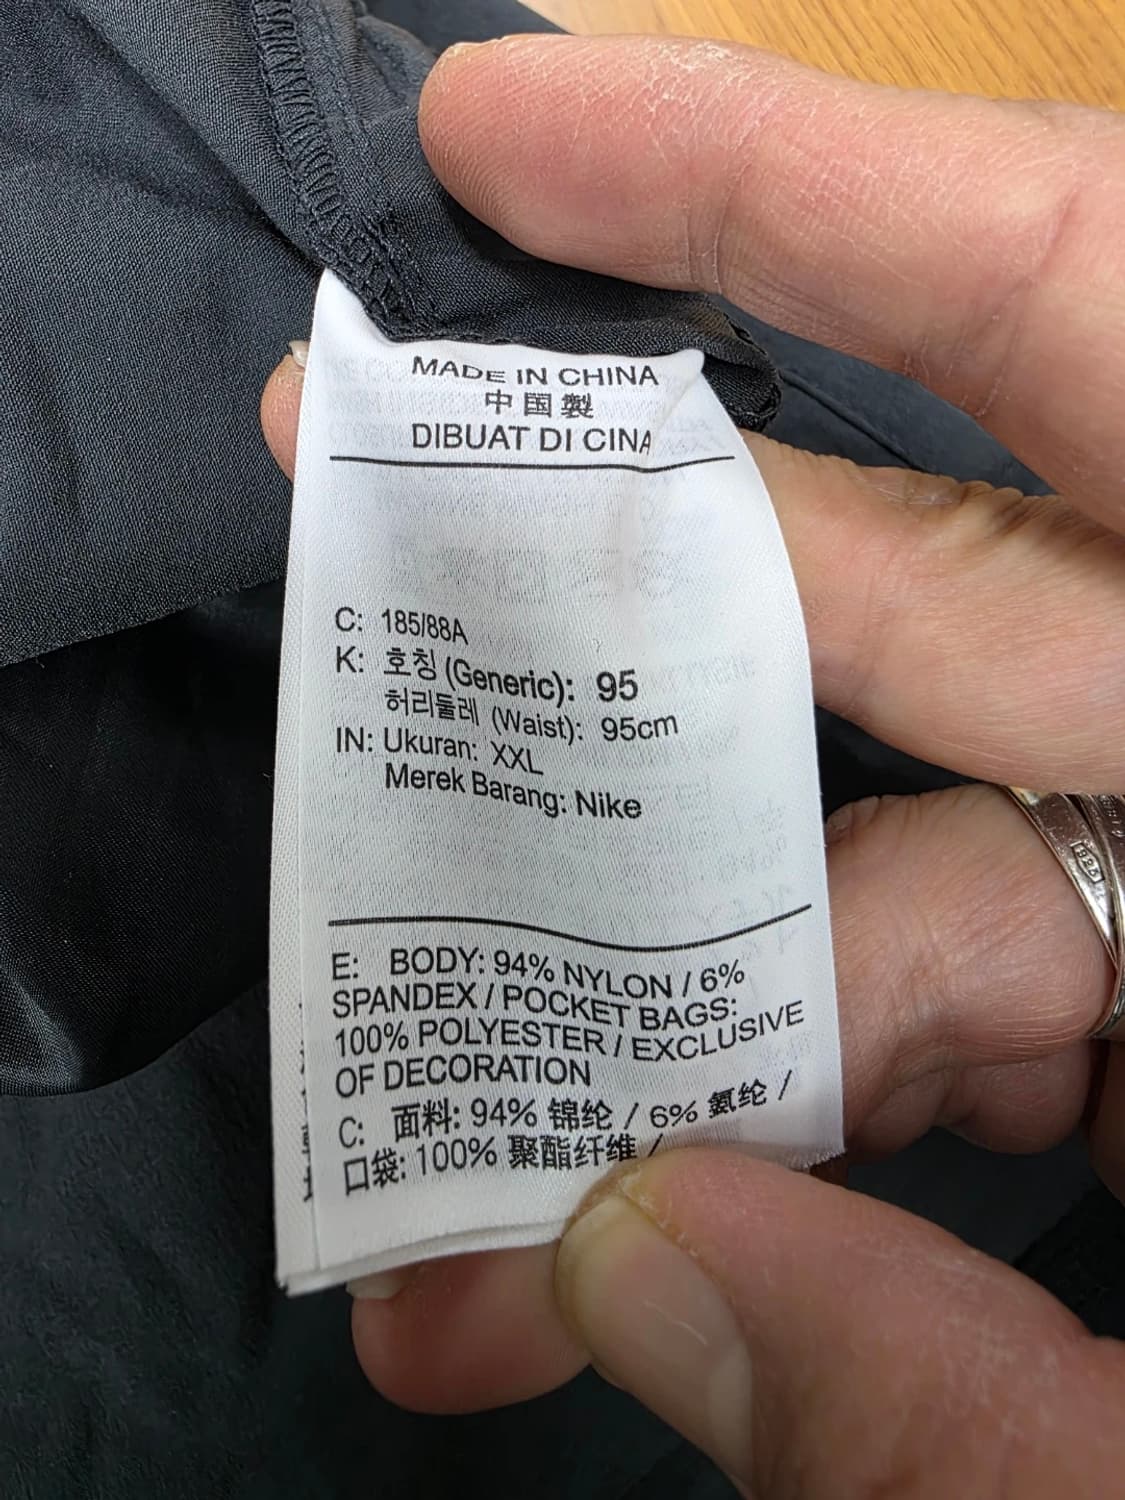 MADE IN CHINA
中国製
DIBUAT DI CINA
C: 185/88A
K: 호칭 (Generic): 95
허리둘레 (Waist): 95cm
IN: Ukuran: XXL
Merek Barang: Nike
E: BODY: 94% NYLON / 6%
SPANDEX / POCKET BAGS:
100% POLYESTER / EXCLUSIVE
OF DECORATION
C: 面料: 94% 锦纶 / 6% 氨纶 /
口袋: 100% 聚酯纤维 /
925